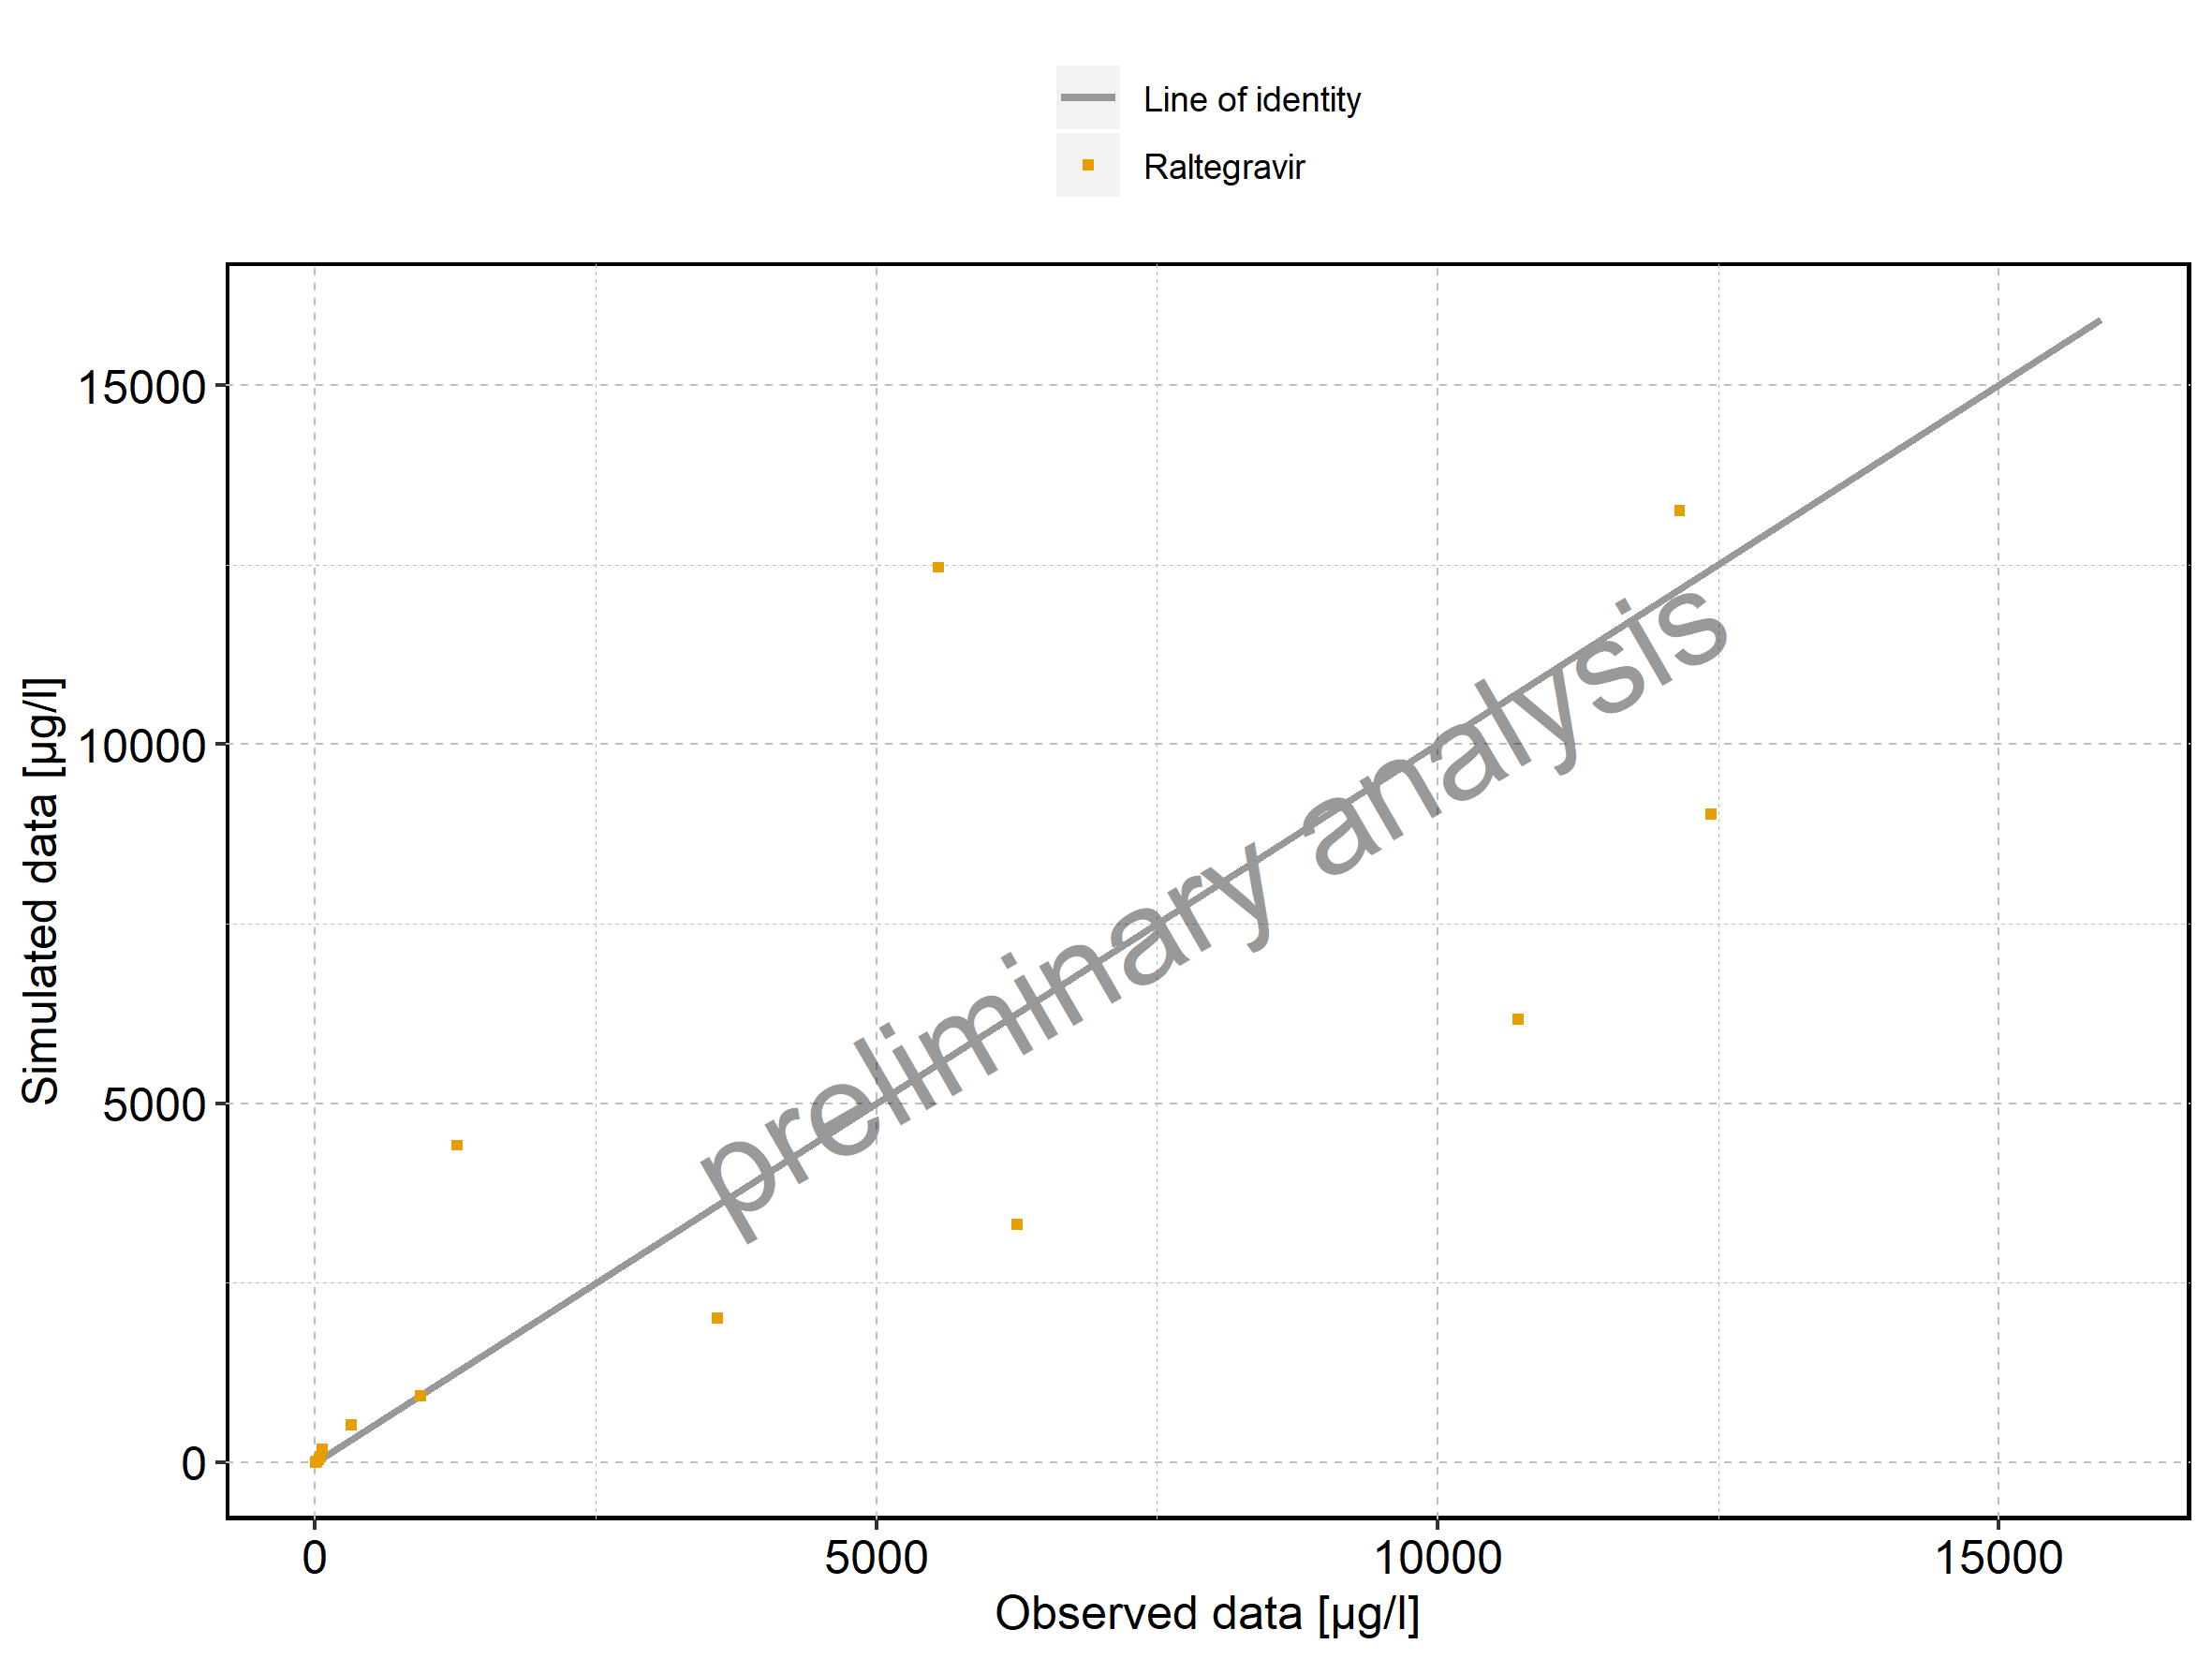 Line of identity
Raltegravir
15000
10000
5000
0
Simulated data [µg/l]
preliminary analysis
0 5000 10000 15000
Observed data [µg/l]